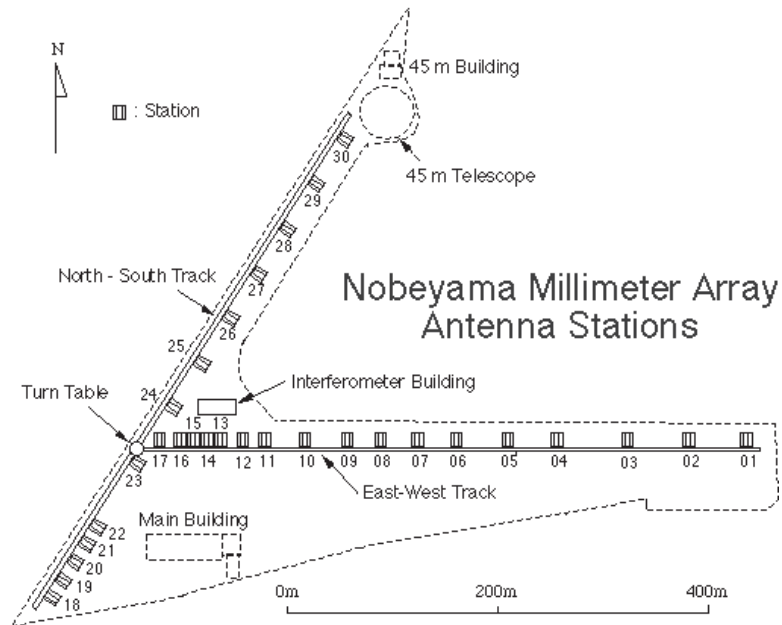 N
45 m Building
: Station
30
45 m Telescope
29
28
North - South Track
27
Nobeyama Millimeter Array
Antenna Stations
26
25
Interferometer Building
24
Turn Table
15 13
17 16 14 12 11 10 09 08 07 06 05 04 03 02 01
23
East-West Track
Main Building
22
21
20
19
18
0m 200m 400m